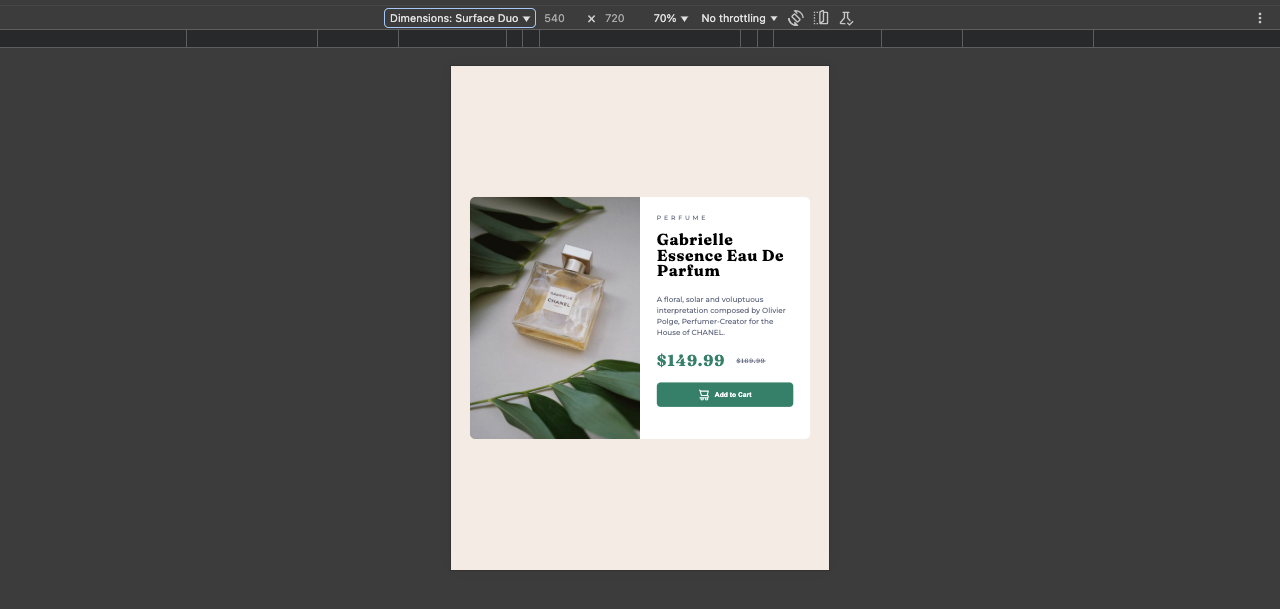 Dimensions: Surface Duo 540 × 720 70% No throttling
PERFUME
Gabrielle
Essence Eau De
Parfum
A floral, solar and voluptuous
interpretation composed by Olivier
Polge, Perfumer-Creator for the
House of CHANEL.
$149.99 $169.99
Add to Cart
GABRIELLE
CHANEL